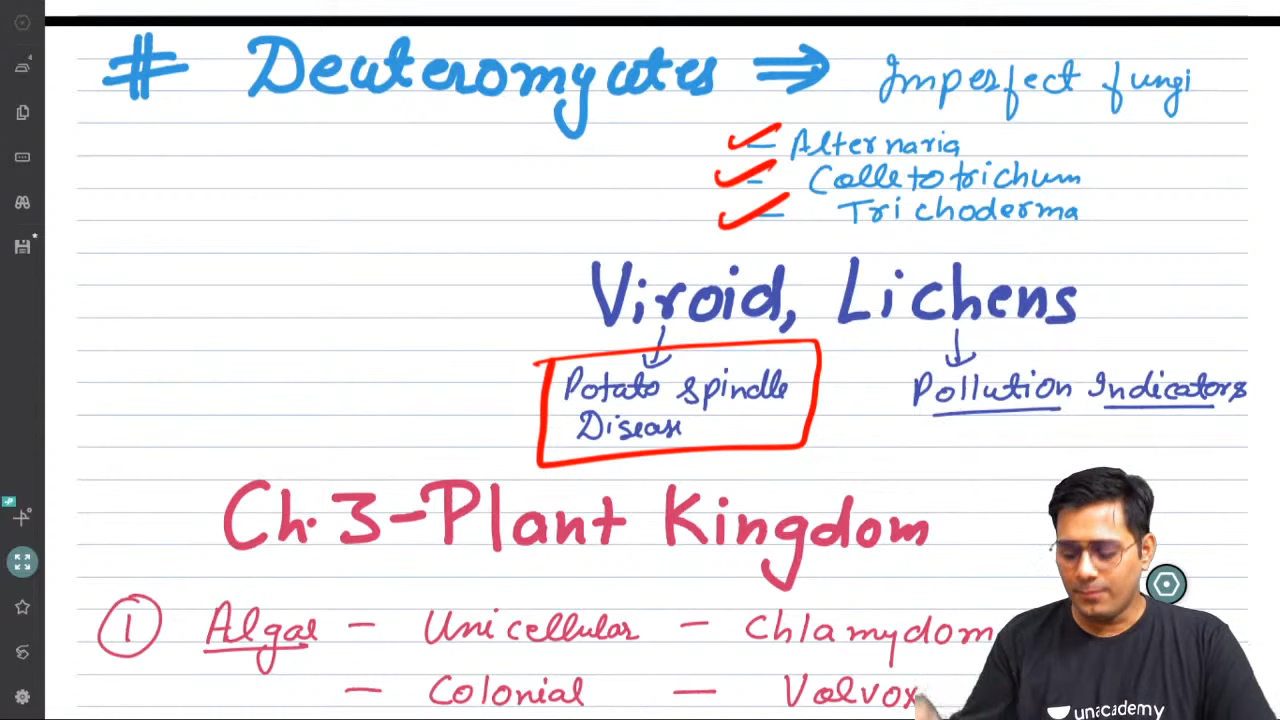 # Deuteromycetes ⇒ Imperfect fungi
– Alternaria
– Colletotrichum
– Trichoderma
Viroid, Lichens
Potato spindle Pollution Indicators
Disease
Ch.3-Plant Kingdom
1 Algae – Unicellular – Chlamydom
– Colonial – Volvox
unacademy